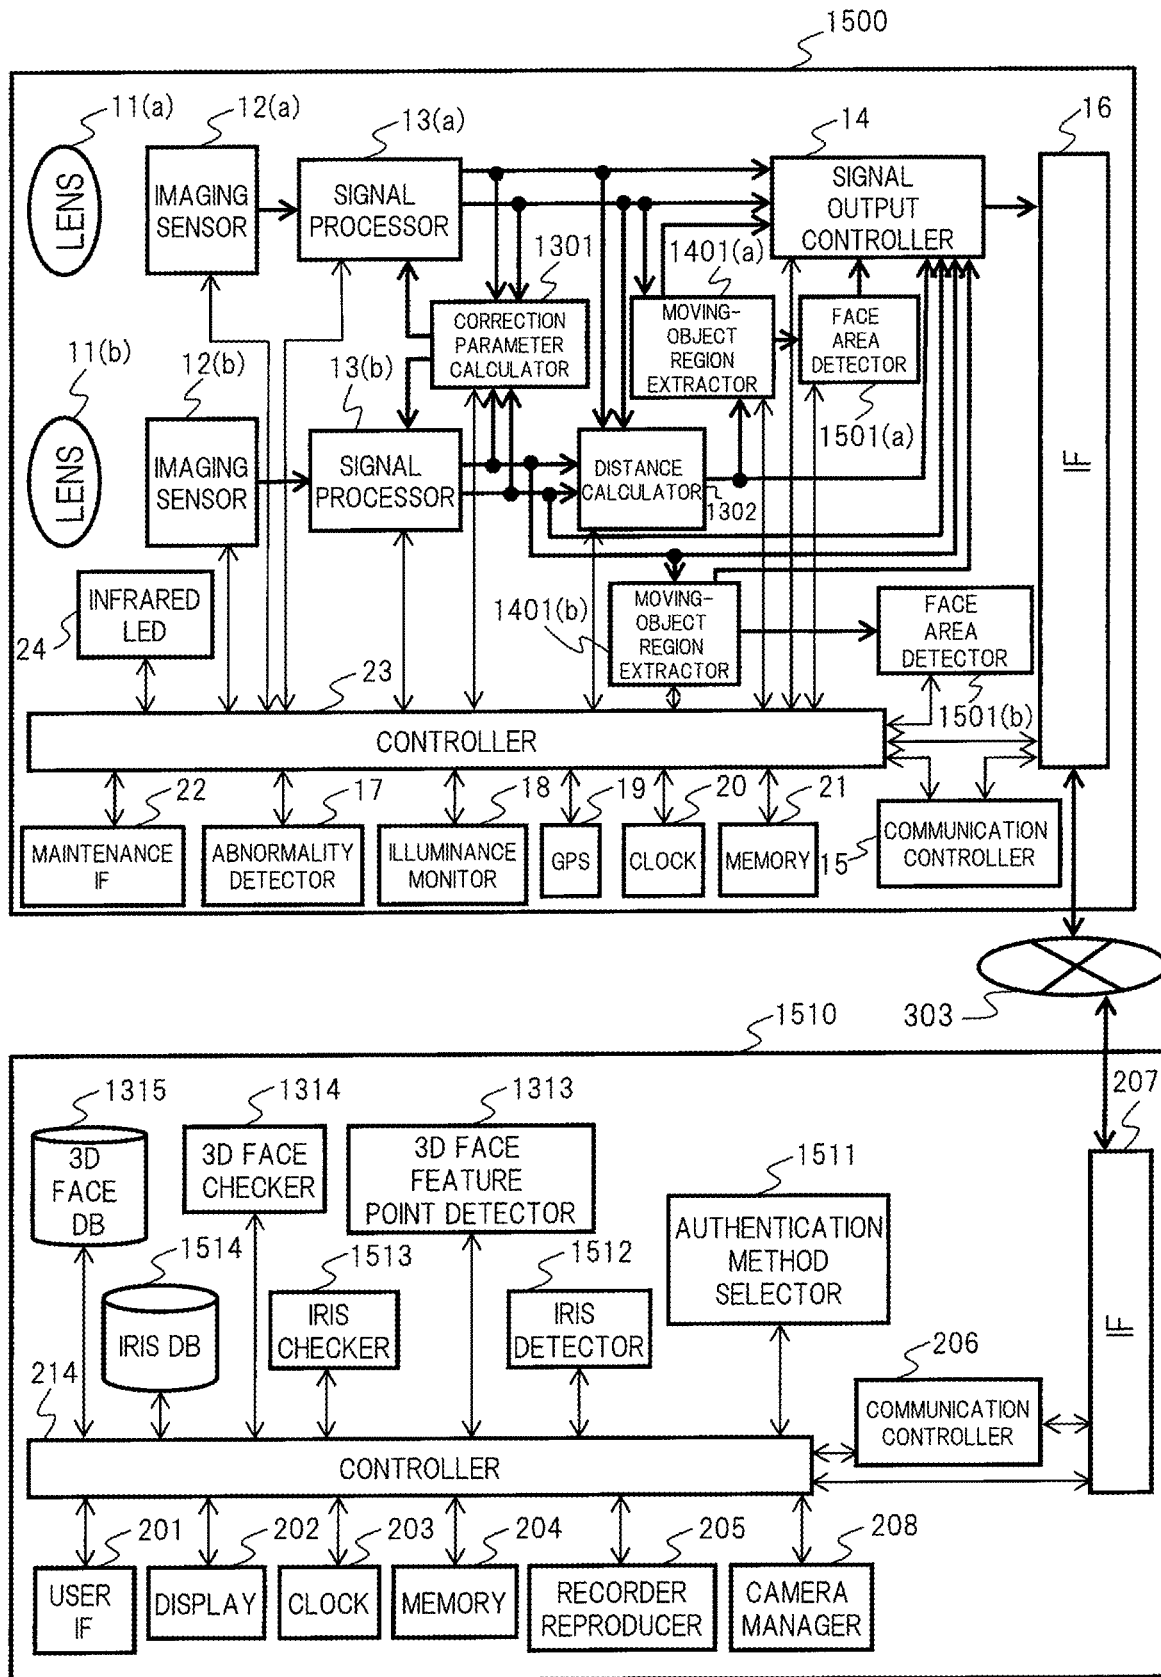 1500
11(a)
12(a)
13(a)
14
16
LENS
IMAGING
SENSOR
SIGNAL
PROCESSOR
SIGNAL
OUTPUT
CONTROLLER
1301
1401(a)
CORRECTION
PARAMETER
CALCULATOR
MOVING-
OBJECT
REGION
EXTRACTOR
FACE
AREA
DETECTOR
11(b)
12(b)
13(b)
1501(a)
LENS
IMAGING
SENSOR
SIGNAL
PROCESSOR
DISTANCE
CALCULATOR
1302
IF
INFRARED
LED
24
1401(b)
MOVING-
OBJECT
REGION
EXTRACTOR
FACE
AREA
DETECTOR
1501(b)
23
CONTROLLER
22
17
18
19
20
21
MAINTENANCE
IF
ABNORMALITY
DETECTOR
ILLUMINANCE
MONITOR
GPS
CLOCK
MEMORY
15
COMMUNICATION
CONTROLLER
303
1510
207
1315
1314
1313
1511
3D
FACE
DB
3D FACE
CHECKER
3D FACE
FEATURE
POINT DETECTOR
AUTHENTICATION
METHOD
SELECTOR
1514
1513
1512
IRIS DB
IRIS
CHECKER
IRIS
DETECTOR
IF
214
206
COMMUNICATION
CONTROLLER
CONTROLLER
201
202
203
204
205
208
USER
IF
DISPLAY
CLOCK
MEMORY
RECORDER
REPRODUCER
CAMERA
MANAGER